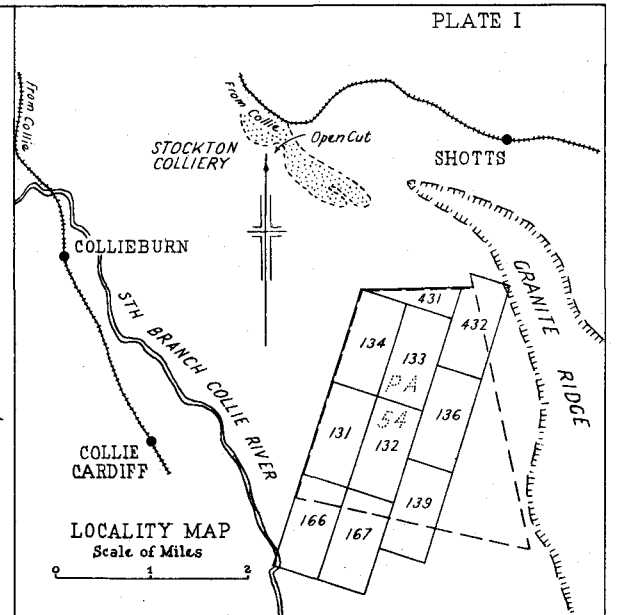 PLATE I
from Collie
from Collie
Open Cut
STOCKTON
COLLIERY
SHOTTS
COLLIEBURN
STH BRANCH COLLIE RIVER
GRANITE RIDGE
431
432
134
133
PA
54
136
131
132
139
166
167
COLLIE
CARDIFF
LOCALITY MAP
Scale of Miles
0 1 2